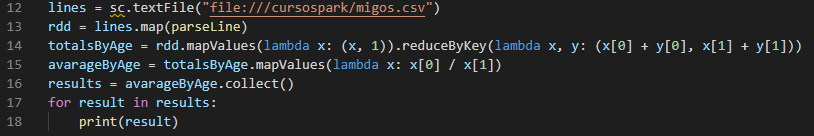 12 lines = sc.textFile("file:///cursospark/migos.csv")
13 rdd = lines.map(parseLine)
14 totalsByAge = rdd.mapValues(lambda x: (x, 1)).reduceByKey(lambda x, y: (x[0] + y[0], x[1] + y[1]))
15 avarageByAge = totalsByAge.mapValues(lambda x: x[0] / x[1])
16 results = avarageByAge.collect()
17 for result in results:
18     print(result)